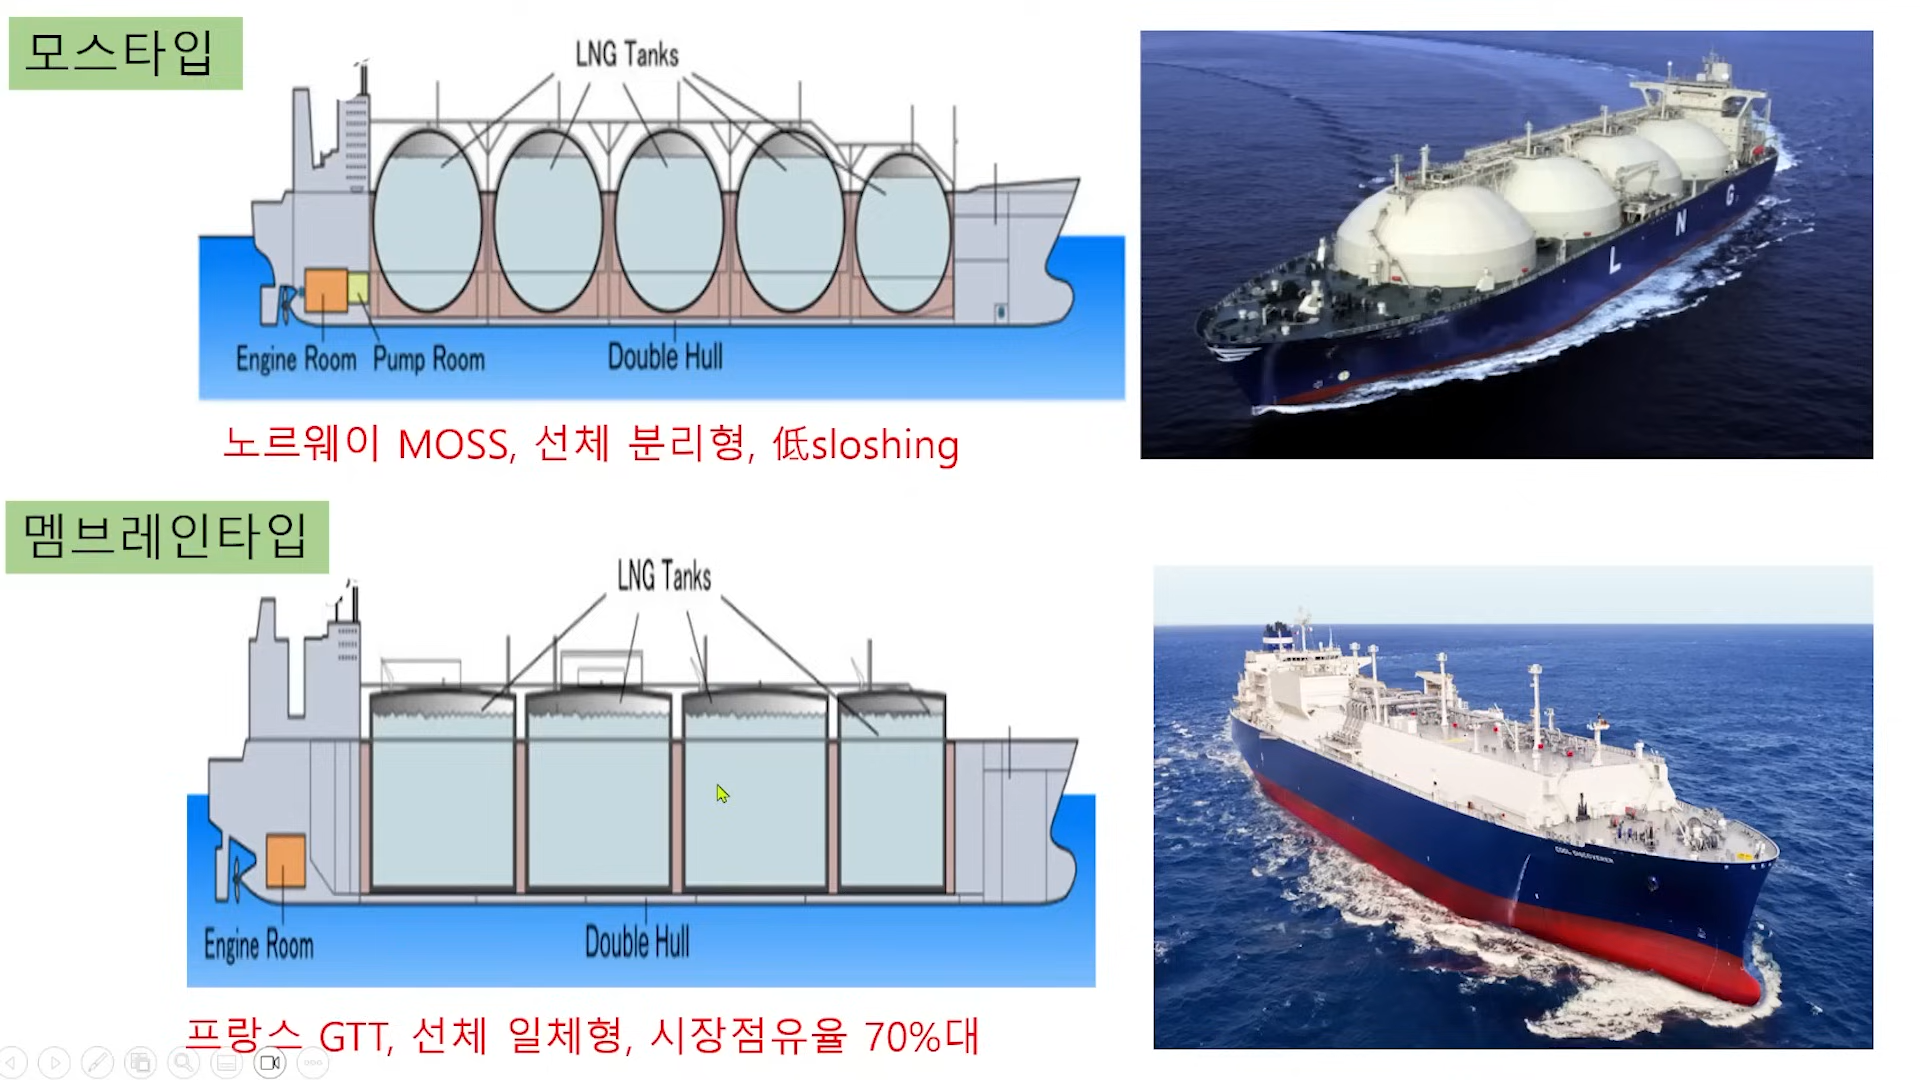 모스타입
LNG Tanks
Engine Room
Pump Room
Double Hull
노르웨이 MOSS, 선체 분리형, 低sloshing
L N G
멤브레인타입
LNG Tanks
Engine Room
Double Hull
COOL DISCOVERER
프랑스 GTT, 선체 일체형, 시장점유율 70%대